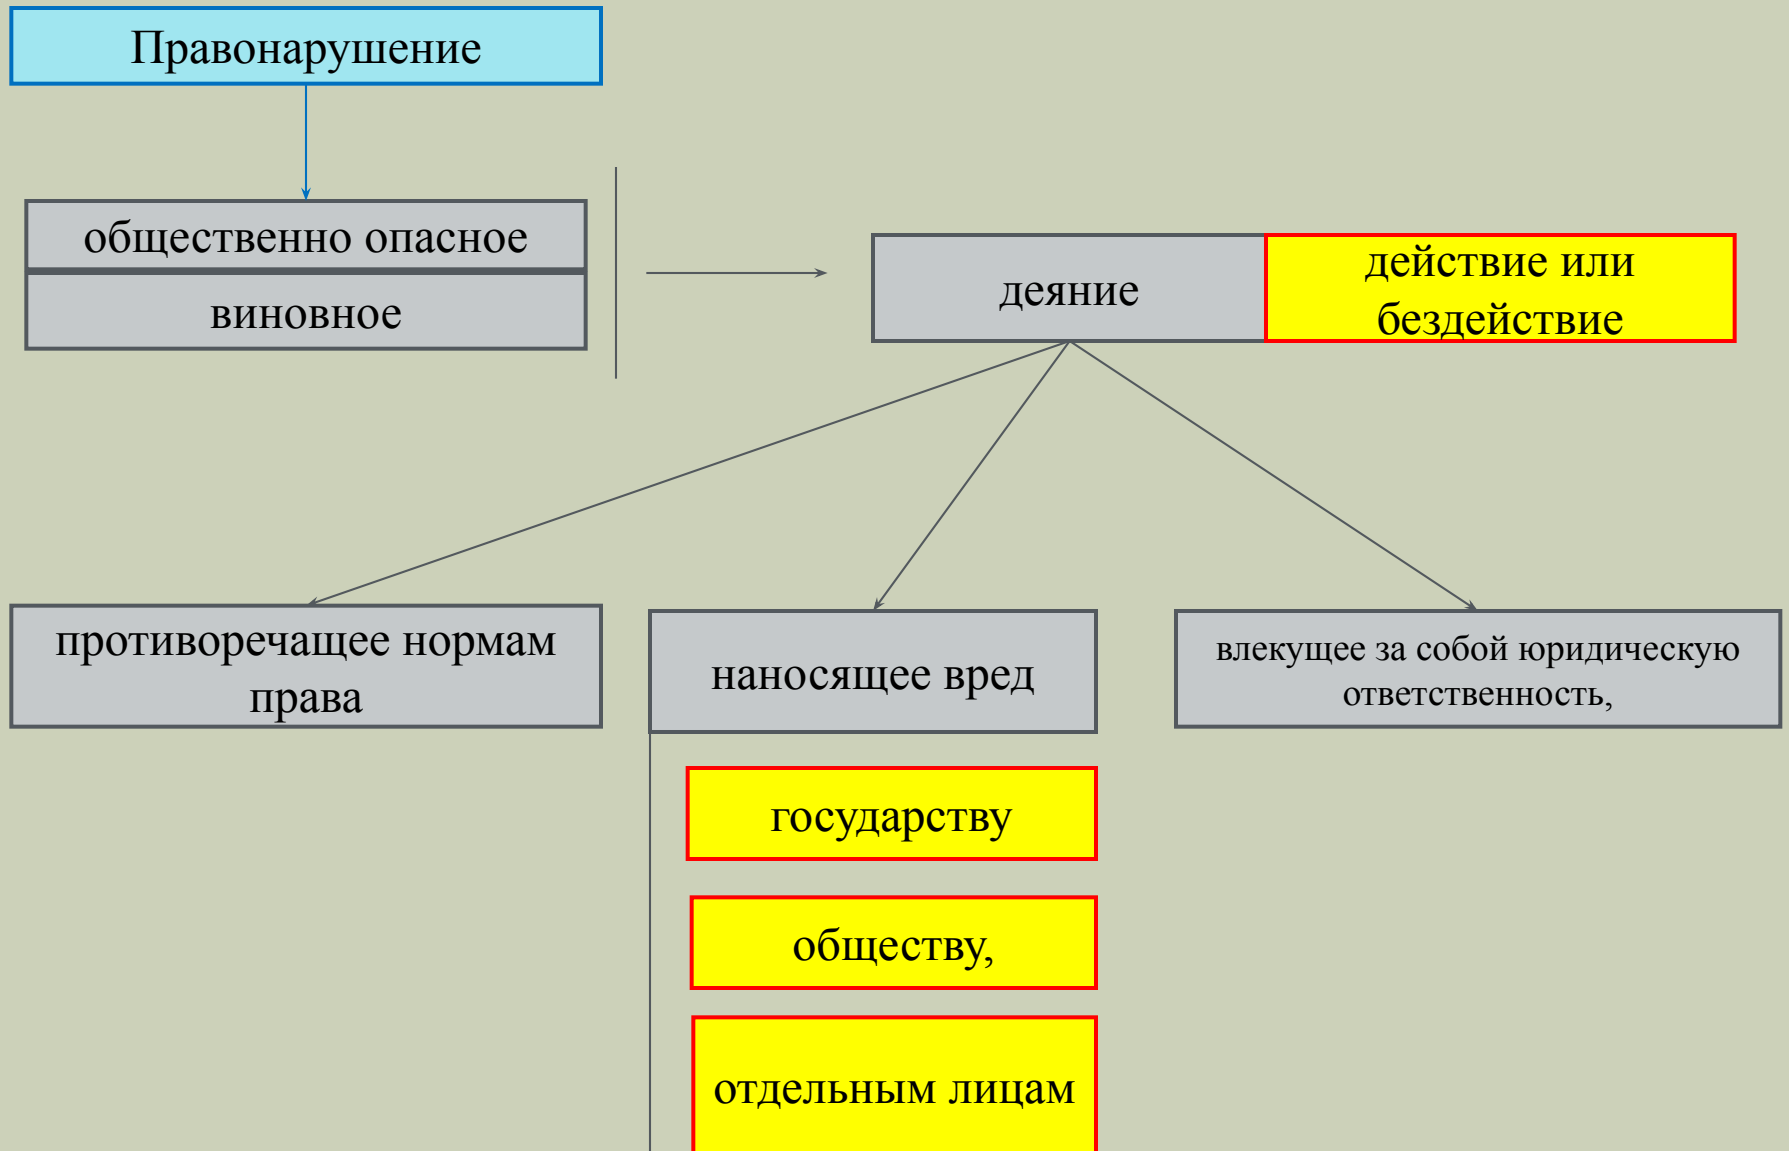 Правонарушение
общественно опасное
виновное
деяние
действие или
бездействие
противоречащее нормам
права
наносящее вред
влекущее за собой юридическую
ответственность,
государству
обществу,
отдельным лицам